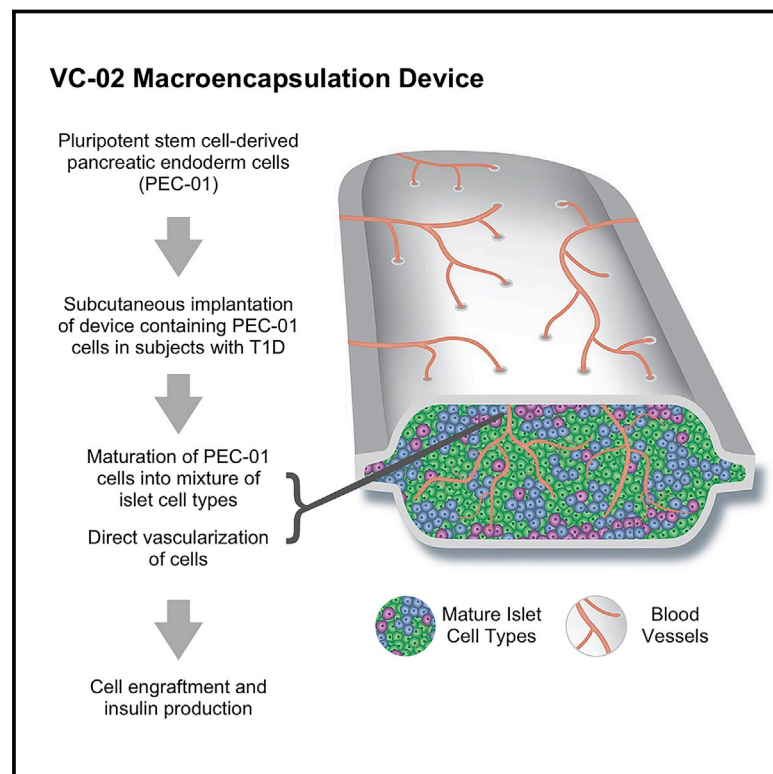 VC-02 Macroencapsulation Device
Pluripotent stem cell-derived
pancreatic endoderm cells
(PEC-01)
Subcutaneous implantation
of device containing PEC-01
cells in subjects with T1D
Maturation of PEC-01
cells into mixture of
islet cell types
Direct vascularization
of cells
Cell engraftment and
insulin production
Mature Islet
Cell Types
Blood
Vessels